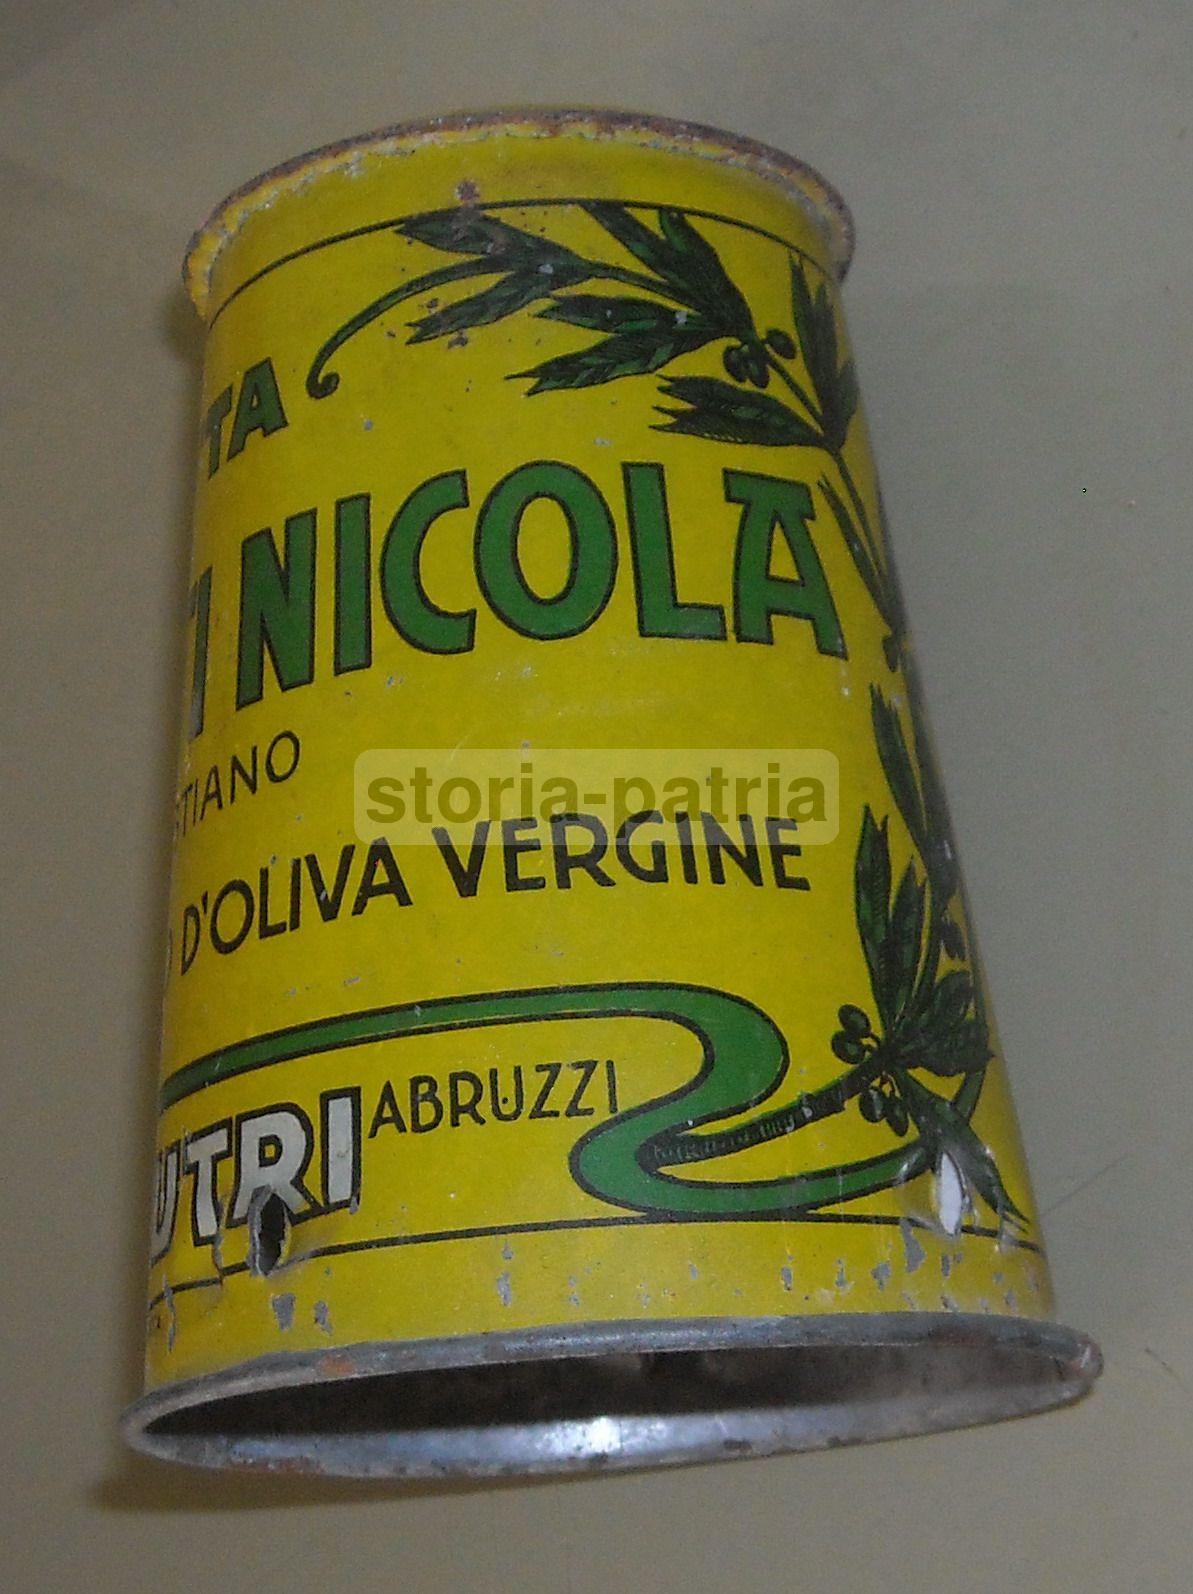 TA
NICOLA
STIANO
storia-patria
D'OLIVA VERGINE
UTRI ABRUZZI